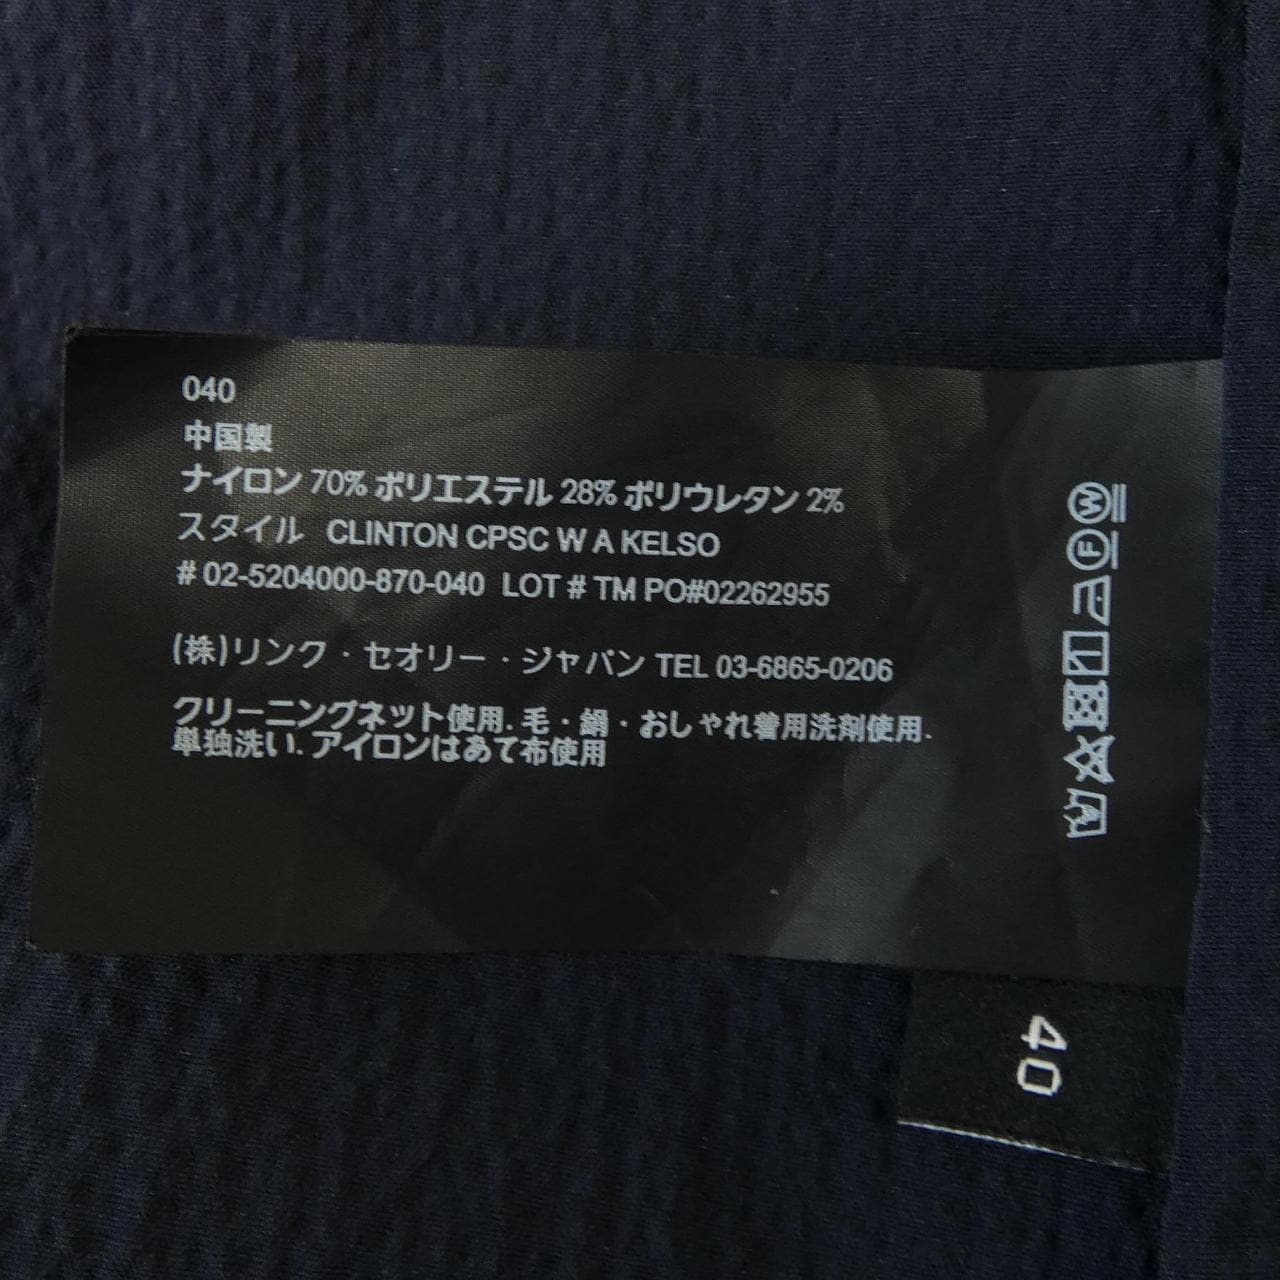 040
中国製
ナイロン 70% ポリエステル 28% ポリウレタン 2%
スタイル CLINTON CPSC W A KELSO
# 02-5204000-870-040 LOT # TM PO#02262955
(株)リンク・セオリー・ジャパン TEL 03-6865-0206
クリーニングネット使用.毛・絹・おしゃれ着用洗剤使用.
単独洗い.アイロンはあて布使用
W
F
40